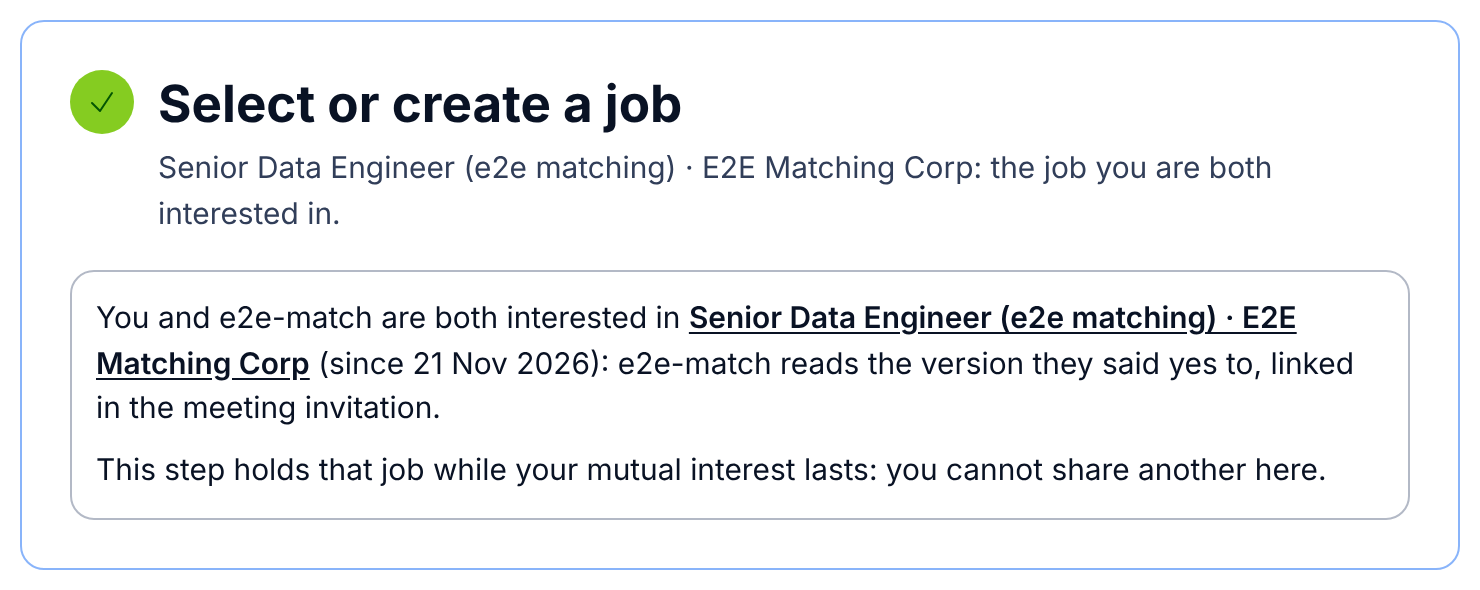 Select or create a job
Senior Data Engineer (e2e matching) · E2E Matching Corp: the job you are both
interested in.
You and e2e-match are both interested in Senior Data Engineer (e2e matching) · E2E
Matching Corp (since 21 Nov 2026): e2e-match reads the version they said yes to, linked
in the meeting invitation.
This step holds that job while your mutual interest lasts: you cannot share another here.